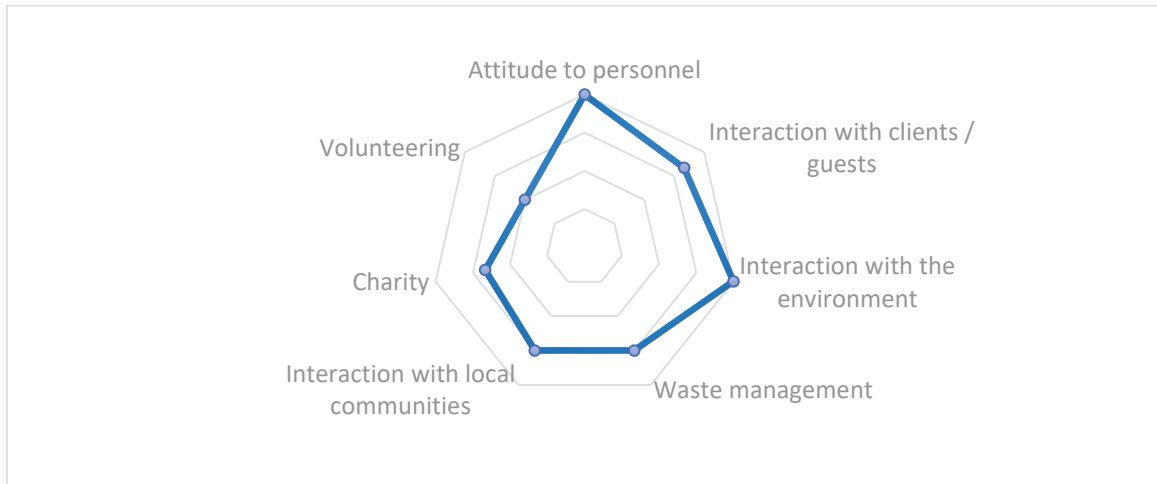 Attitude to personnel
Interaction with clients /
guests
Interaction with the
environment
Waste management
Interaction with local
communities
Charity
Volunteering